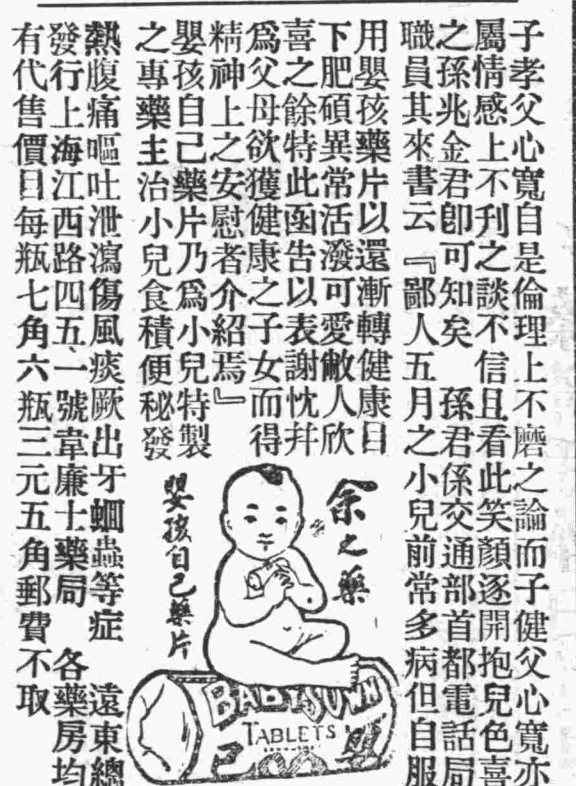 子孝父心寬自是倫理上不磨之論而子健父心寬亦
屬情感上不刋之談不信且看此笑顏逐開抱兒色喜
之孫兆金君卽可知矣　孫君係交通部首都電話局
職員其來書云『鄙人五月之小兒前常多病但自服
用嬰孩藥片以還漸轉健康日
下肥碩異常活潑可愛敝人欣
喜之餘特此函告以表謝忱幷
爲父母欲獲健康之子女而得
精神上之安慰者介紹焉』
嬰孩自己藥片乃爲小兒特製
之專藥主治小兒食積便秘發
熱腹痛嘔吐泄瀉傷風痰厥出牙蛔蟲等症　遠東總
發行上海江西路四五一號韋廉士藥局　各藥房均
有代售價目每瓶七角六瓶三元五角郵費不取
余之藥
嬰孩自己藥片
BABYSOWN
TABLETS